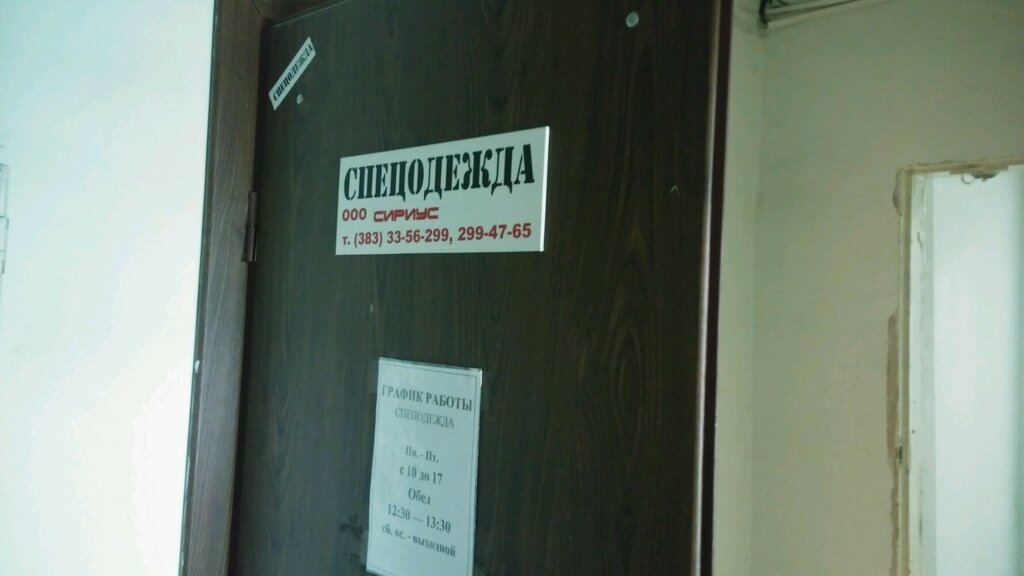 СПЕЦОДЕЖДА
СПЕЦОДЕЖДА
ООО СИРИУС
т. (383) 33-56-299, 299-47-65
ГРАФИК РАБОТЫ
СПЕЦОДЕЖДА
Пн. - Пт.
с 10 до 17
Обед
12:30 — 13:30
сб. вс. - выходной